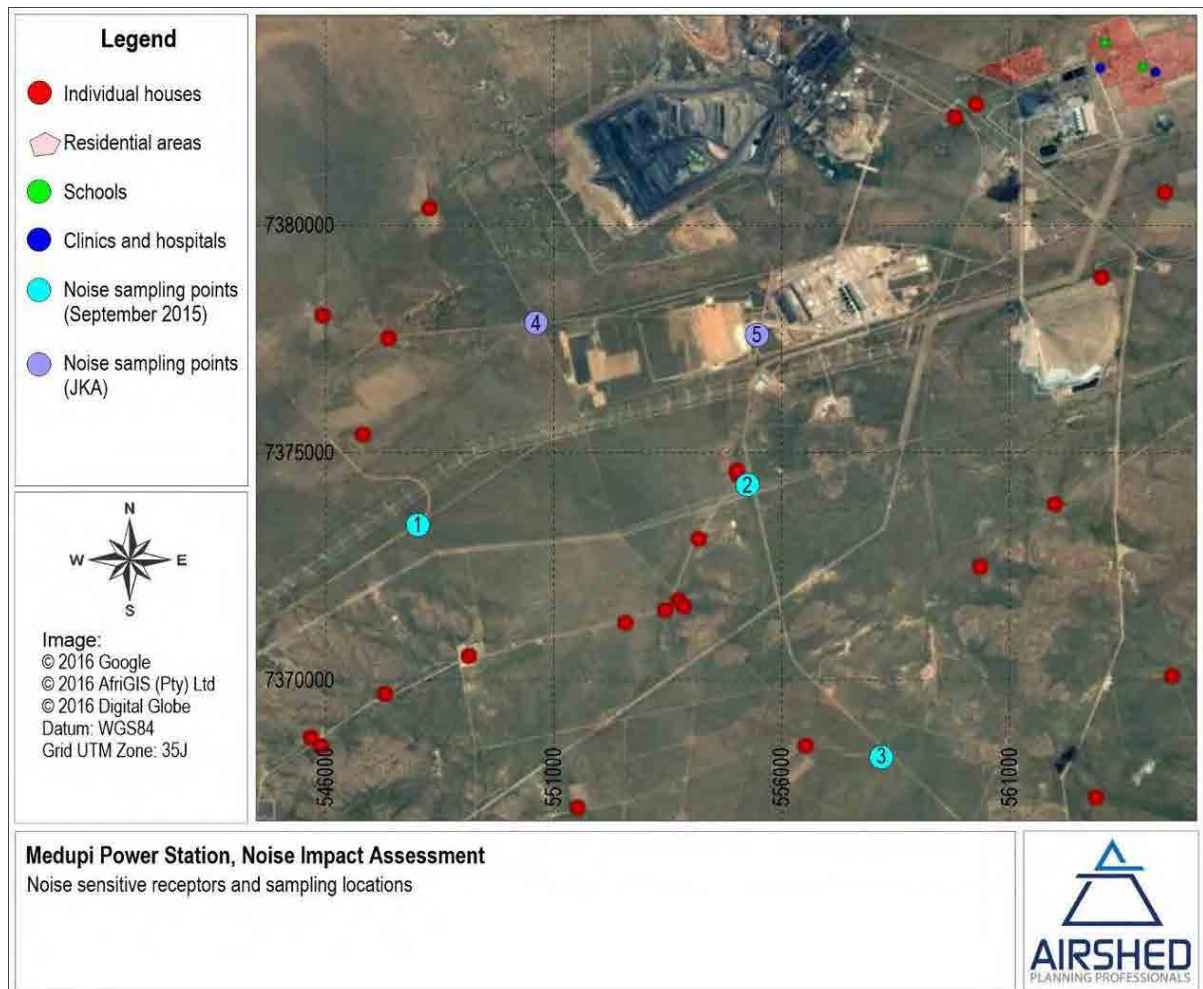 Legend
Individual houses
Residential areas
Schools
Clinics and hospitals
Noise sampling points
(September 2015)
Noise sampling points
(JKA)
N
W E
S
Image:
© 2016 Google
© 2016 AfriGIS (Pty) Ltd
© 2016 Digital Globe
Datum: WGS84
Grid UTM Zone: 35J
7380000
4
5
7375000
2
1
7370000
3
546000
551000
556000
561000
Medupi Power Station, Noise Impact Assessment
Noise sensitive receptors and sampling locations
AIRSHED
PLANNING PROFESSIONALS